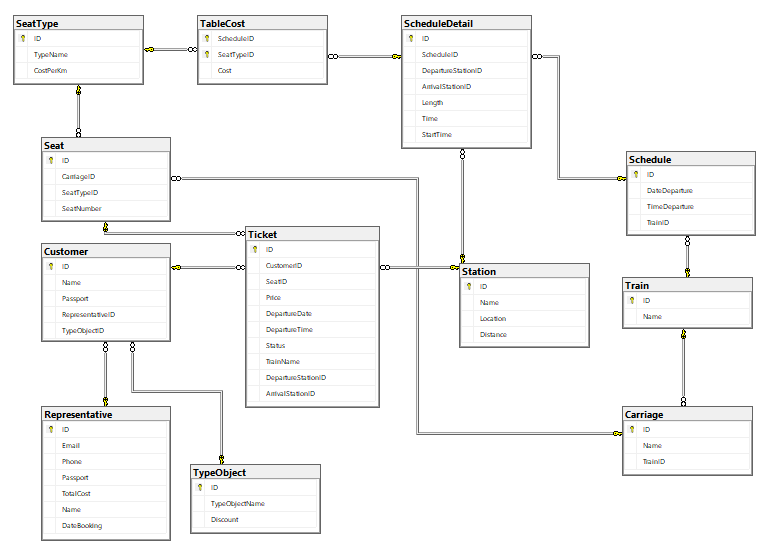 SeatType
ID
TypeName
CostPerKm
TableCost
ScheduleID
SeatTypeID
Cost
ScheduleDetail
ID
ScheduleID
DepartureStationID
ArrivalStationID
Length
Time
StartTime
Seat
ID
CarriageID
SeatTypeID
SeatNumber
Schedule
ID
DateDeparture
TimeDeparture
TrainID
Customer
ID
Name
Passport
RepresentativeID
TypeObjectID
Ticket
ID
CustomerID
SeatID
Price
DepartureDate
DepartureTime
Status
TrainName
DepartureStationID
ArrivalStationID
Station
ID
Name
Location
Distance
Train
ID
Name
Representative
ID
Email
Phone
Passport
TotalCost
Name
DateBooking
TypeObject
ID
TypeObjectName
Discount
Carriage
ID
Name
TrainID